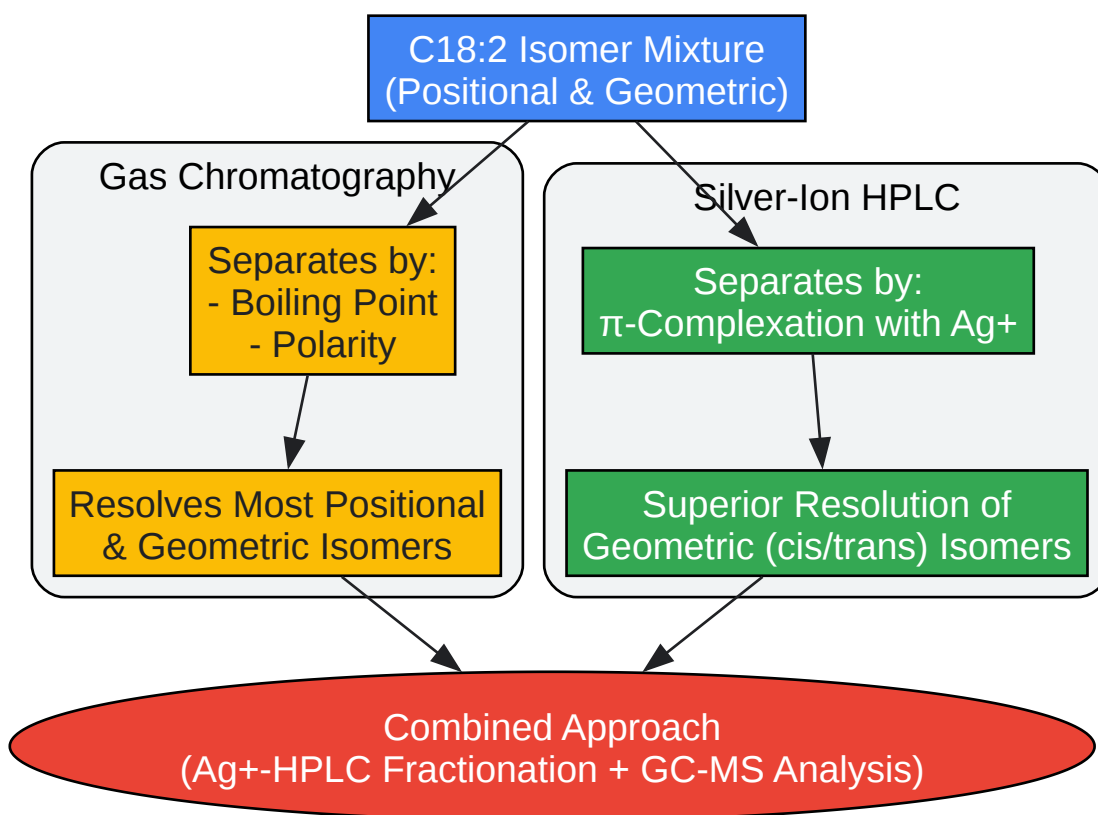 C18:2 Isomer Mixture
(Positional & Geometric)
Gas Chromatography
Separates by:
- Boiling Point
- Polarity
Resolves Most Positional
& Geometric Isomers
Silver-Ion HPLC
Separates by:
π-Complexation with Ag+
Superior Resolution of
Geometric (cis/trans) Isomers
Combined Approach
(Ag+-HPLC Fractionation + GC-MS Analysis)